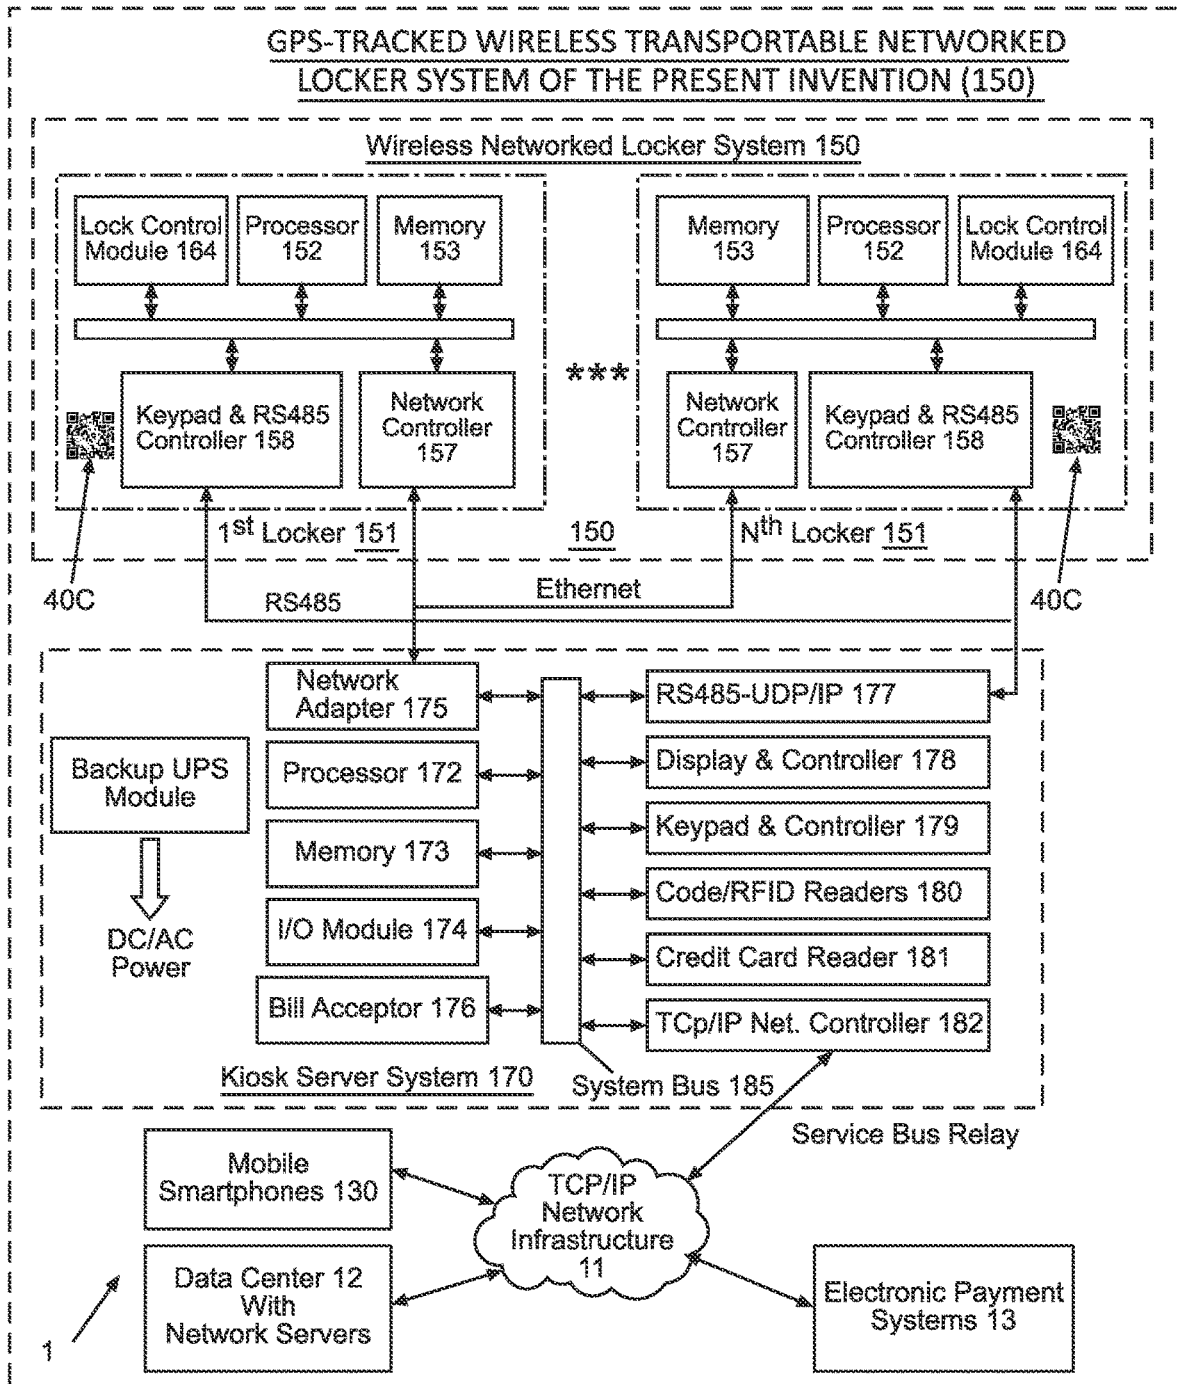 GPS-TRACKED WIRELESS TRANSPORTABLE NETWORKED
LOCKER SYSTEM OF THE PRESENT INVENTION (150)
Wireless Networked Locker System 150
Lock Control
Module 164
Processor
152
Memory
153
Memory
153
Processor
152
Lock Control
Module 164
***
Keypad & RS485
Controller 158
Network
Controller
157
Network
Controller
157
Keypad & RS485
Controller 158
1st Locker 151
150
Nth Locker 151
40C
RS485
Ethernet
40C
Network
Adapter 175
Processor 172
Memory 173
I/O Module 174
Bill Acceptor 176
Backup UPS
Module
DC/AC
Power
RS485-UDP/IP 177
Display & Controller 178
Keypad & Controller 179
Code/RFID Readers 180
Credit Card Reader 181
TCp/IP Net. Controller 182
Kiosk Server System 170
System Bus 185
Service Bus Relay
Mobile
Smartphones 130
TCP/IP
Network
Infrastructure
11
Data Center 12
With
Network Servers
Electronic Payment
Systems 13
1